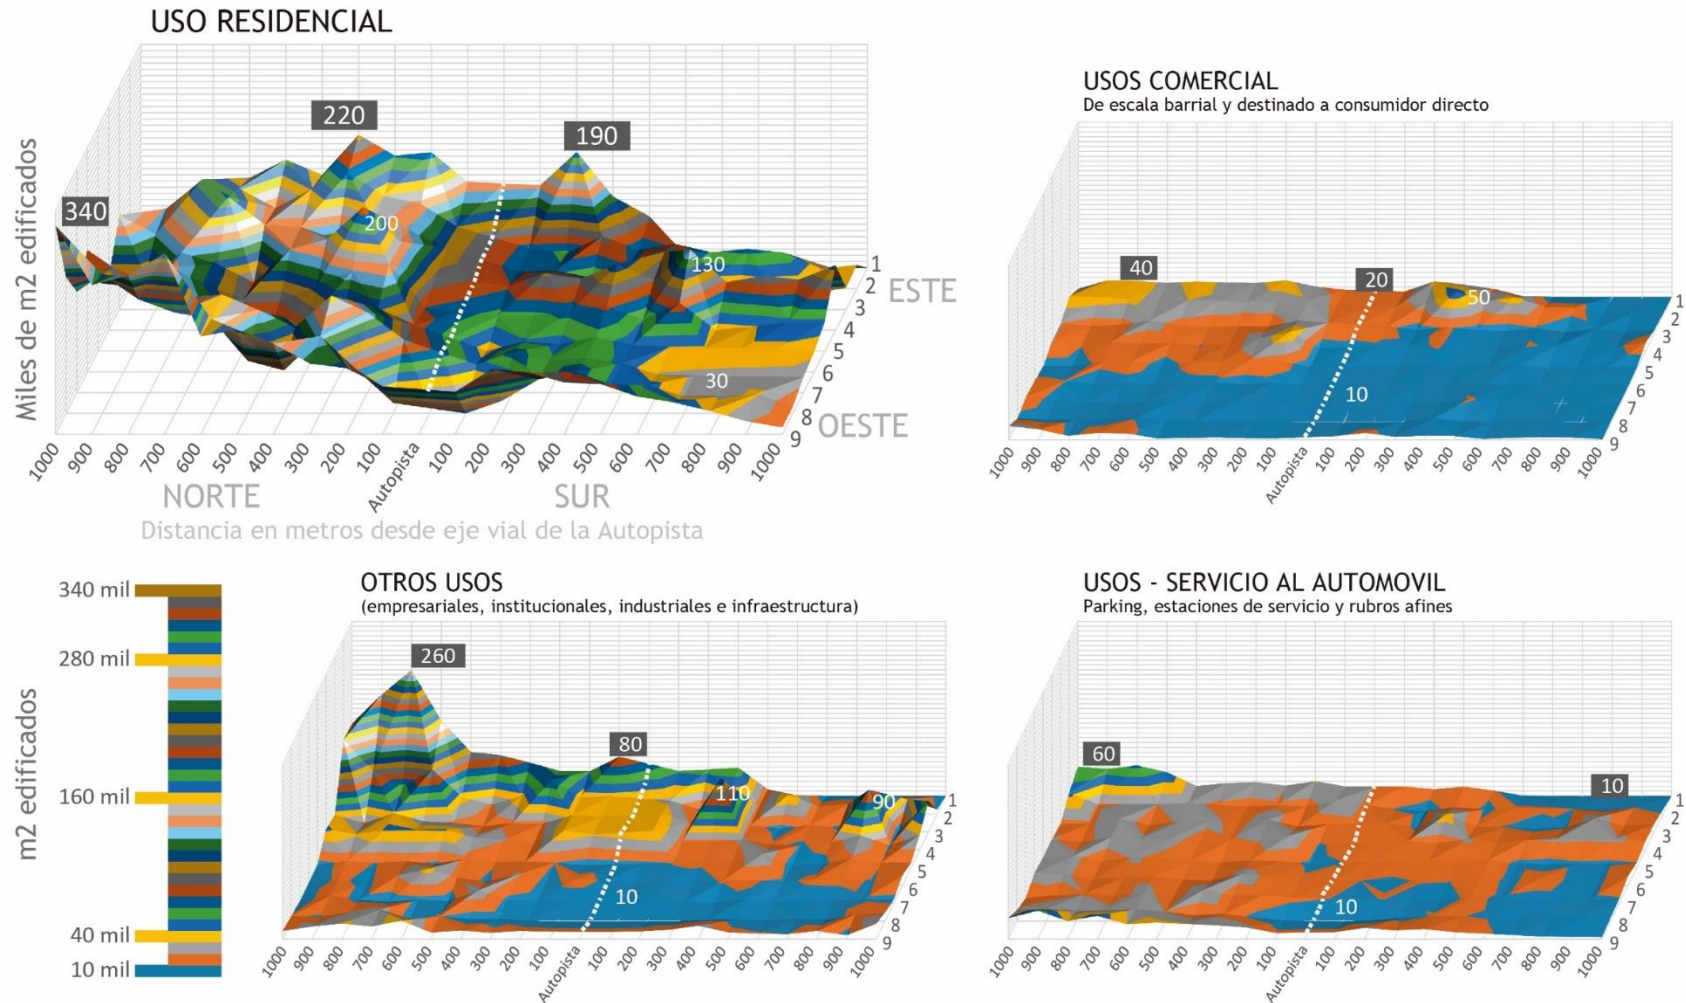 USO RESIDENCIAL
220
190
340
200
130
30
Miles de m2 edificados
1
2
3
4
5
6
7
8
9
ESTE
OESTE
1000 900 800 700 600 500 400 300 200 100 Autopista 100 200 300 400 500 600 700 800 900 1000
NORTE SUR
Distancia en metros desde eje vial de la Autopista
USOS COMERCIAL
De escala barrial y destinado a consumidor directo
40
20
50
10
1
2
3
4
5
6
7
8
9
1000 900 800 700 600 500 400 300 200 100 Autopista 100 200 300 400 500 600 700 800 900 1000
m2 edificados
340 mil
280 mil
160 mil
40 mil
10 mil
OTROS USOS
(empresariales, institucionales, industriales e infraestructura)
260
80
110
90
10
1
2
3
4
5
6
7
8
9
1000 900 800 700 600 500 400 300 200 100 Autopista 100 200 300 400 500 600 700 800 900 1000
USOS - SERVICIO AL AUTOMOVIL
Parking, estaciones de servicio y rubros afines
60
10
10
1
2
3
4
5
6
7
8
9
1000 900 800 700 600 500 400 300 200 100 Autopista 100 200 300 400 500 600 700 800 900 1000